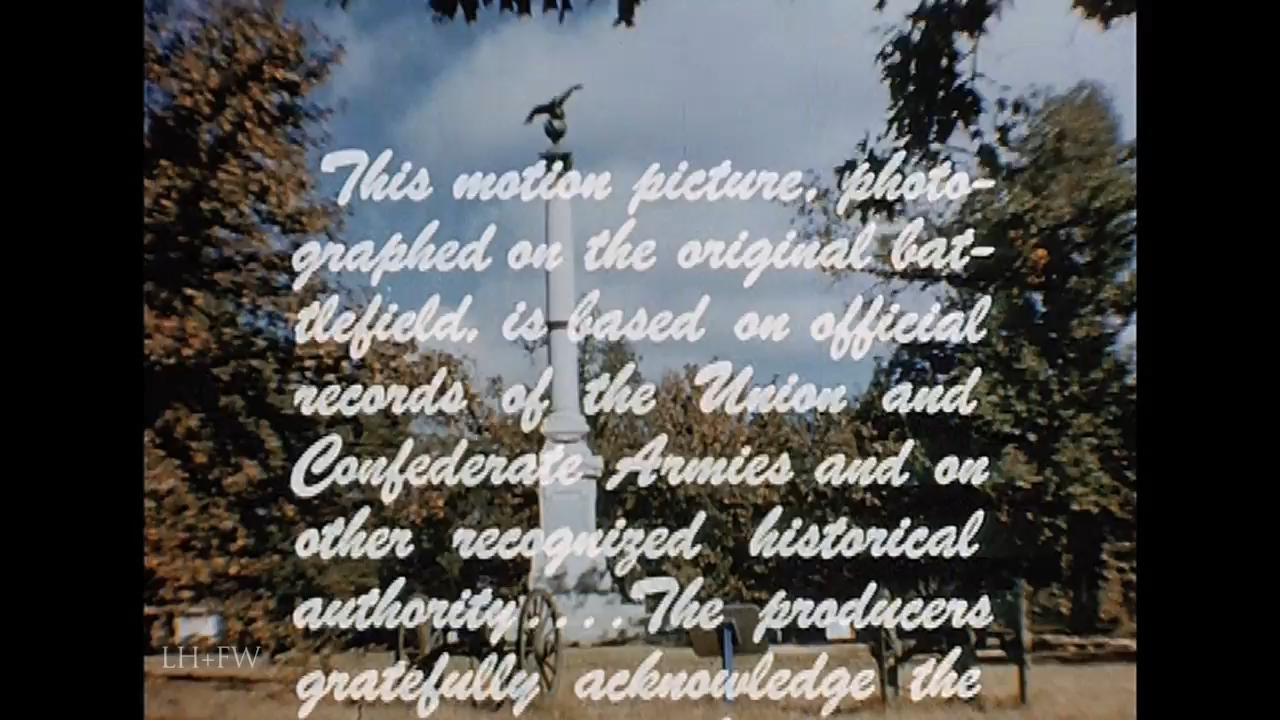 This motion picture, photo-
graphed on the original bat-
tlefield, is based on official
records of the Union and
Confederate Armies and on
other recognized historical
authority....The producers
gratefully acknowledge the
LH+FW